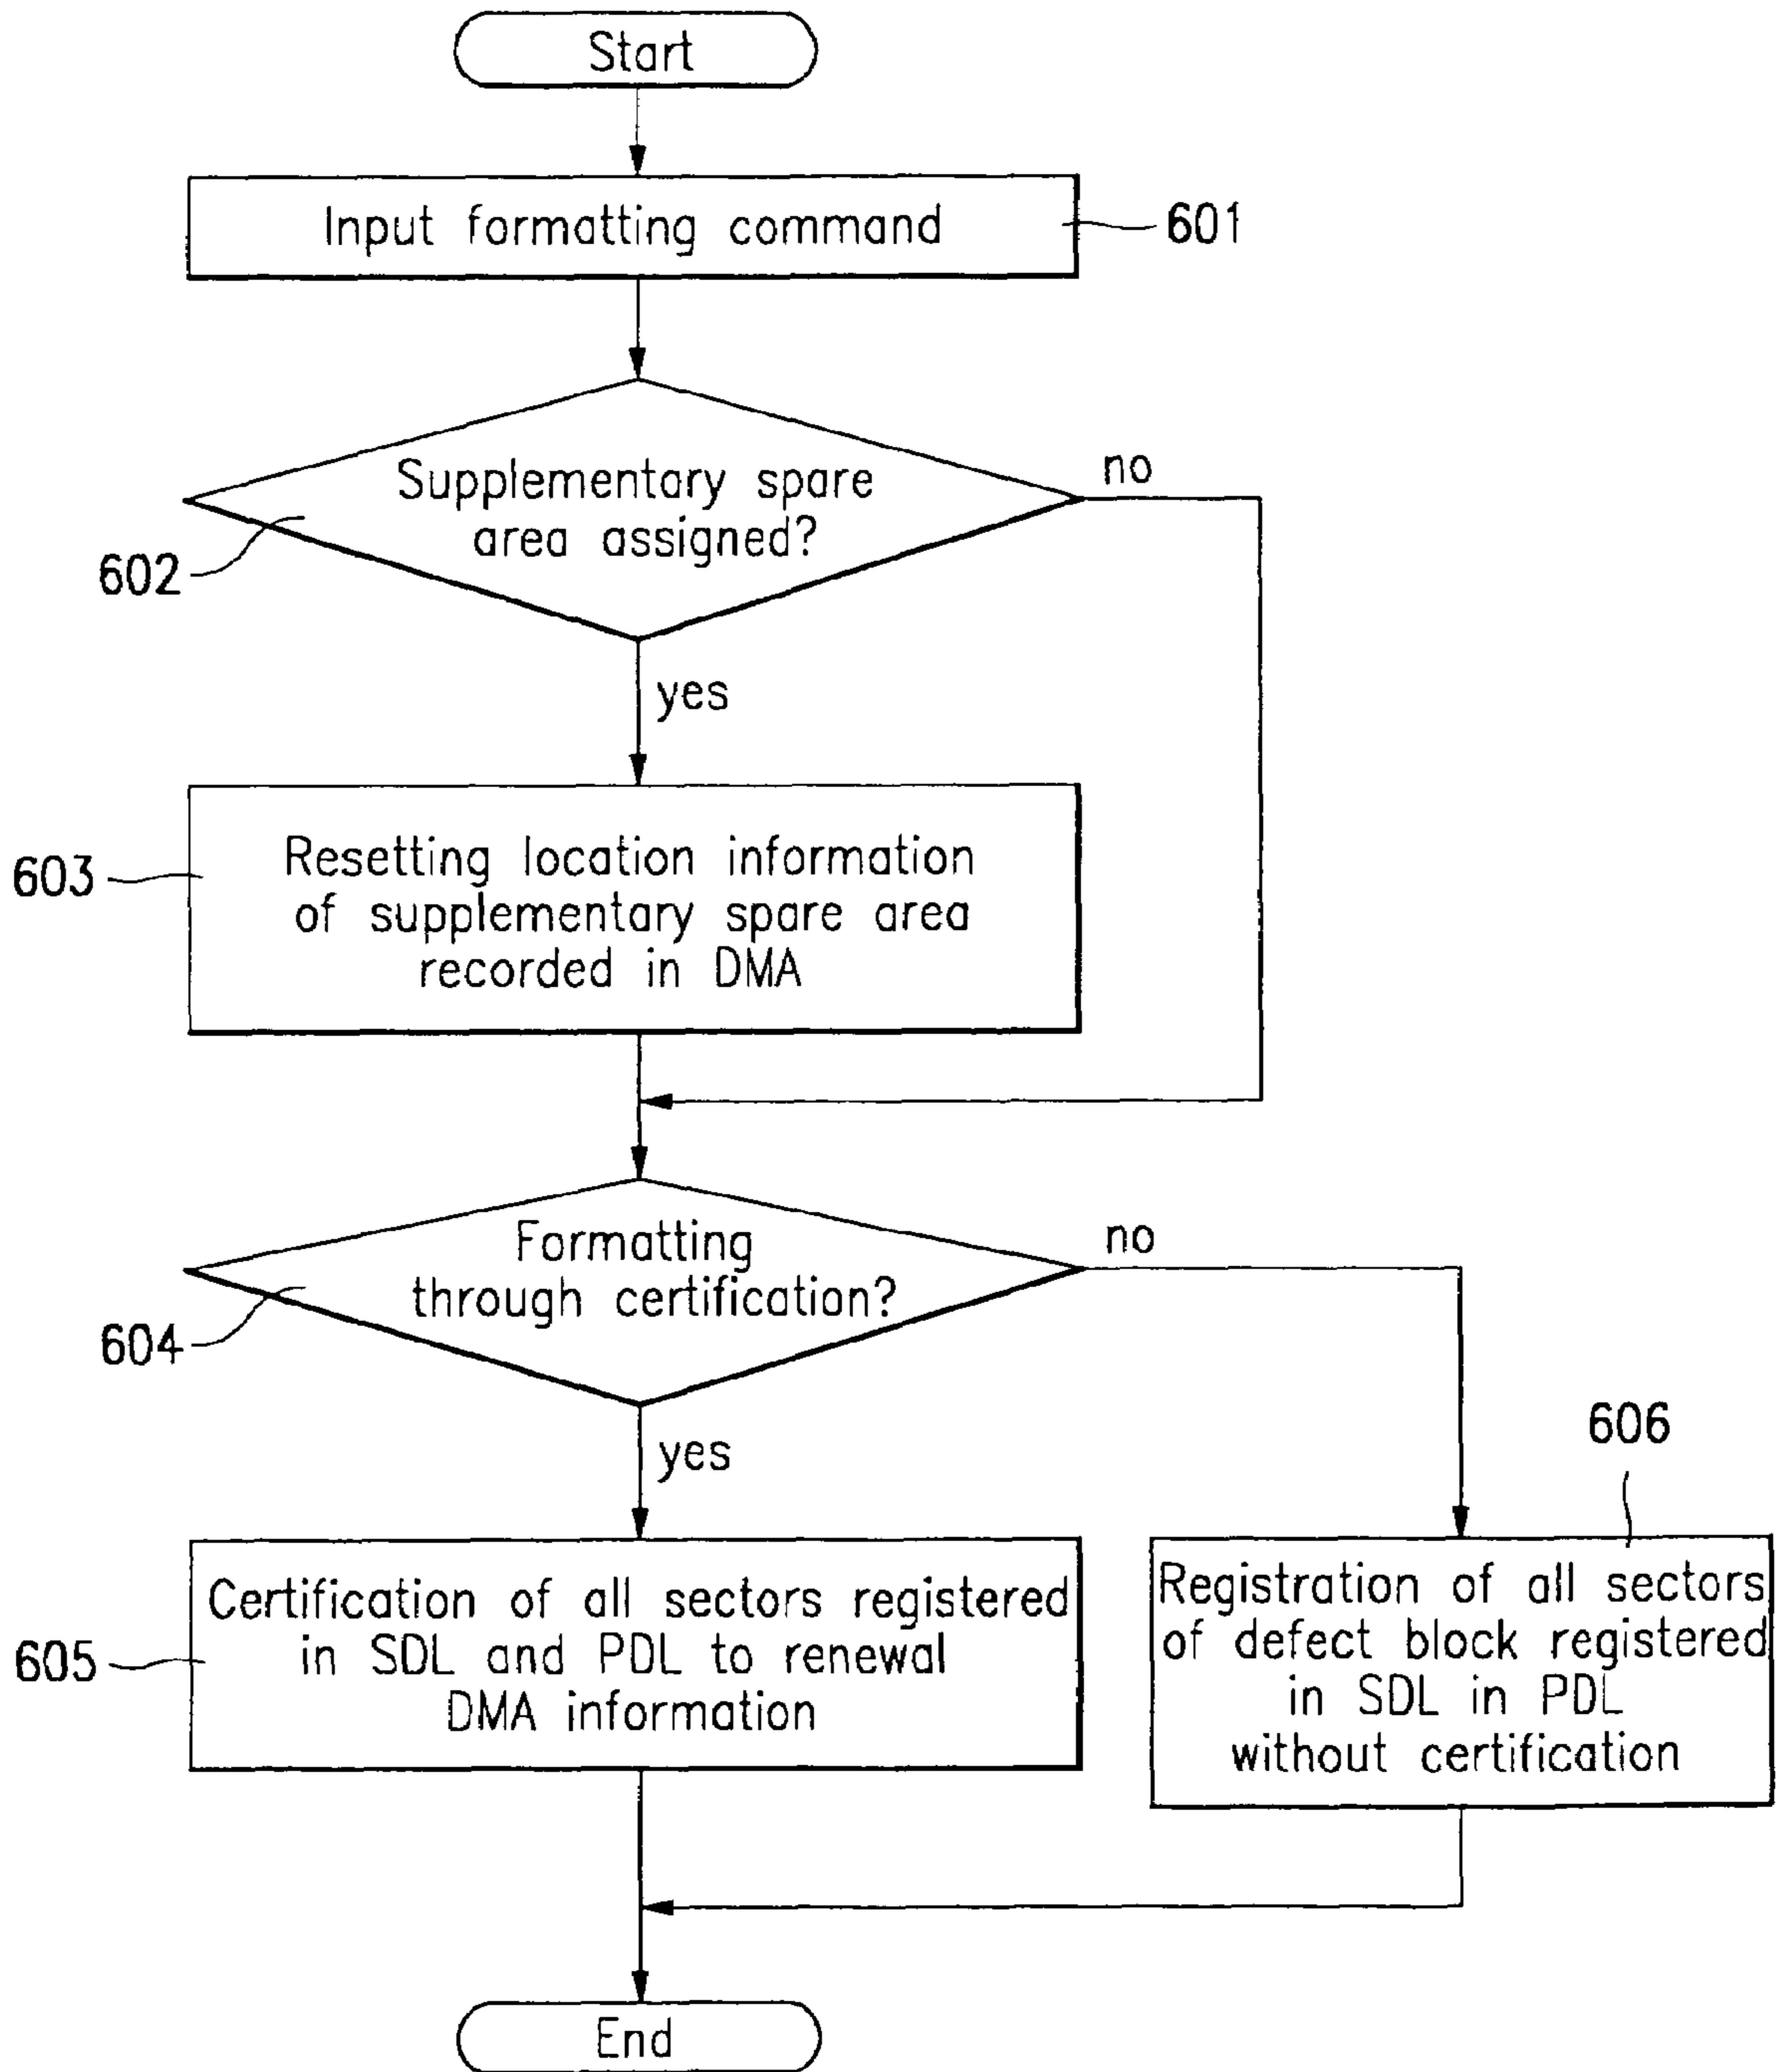 Start
Input formatting command
601
Supplementary spare
area assigned?
no
602
yes
Resetting location information
of supplementary spare area
recorded in DMA
603
Formatting
through certification?
no
604
yes
606
Certification of all sectors registered
in SDL and PDL to renewal
DMA information
605
Registration of all sectors
of defect block registered
in SDL in PDL
without certification
End